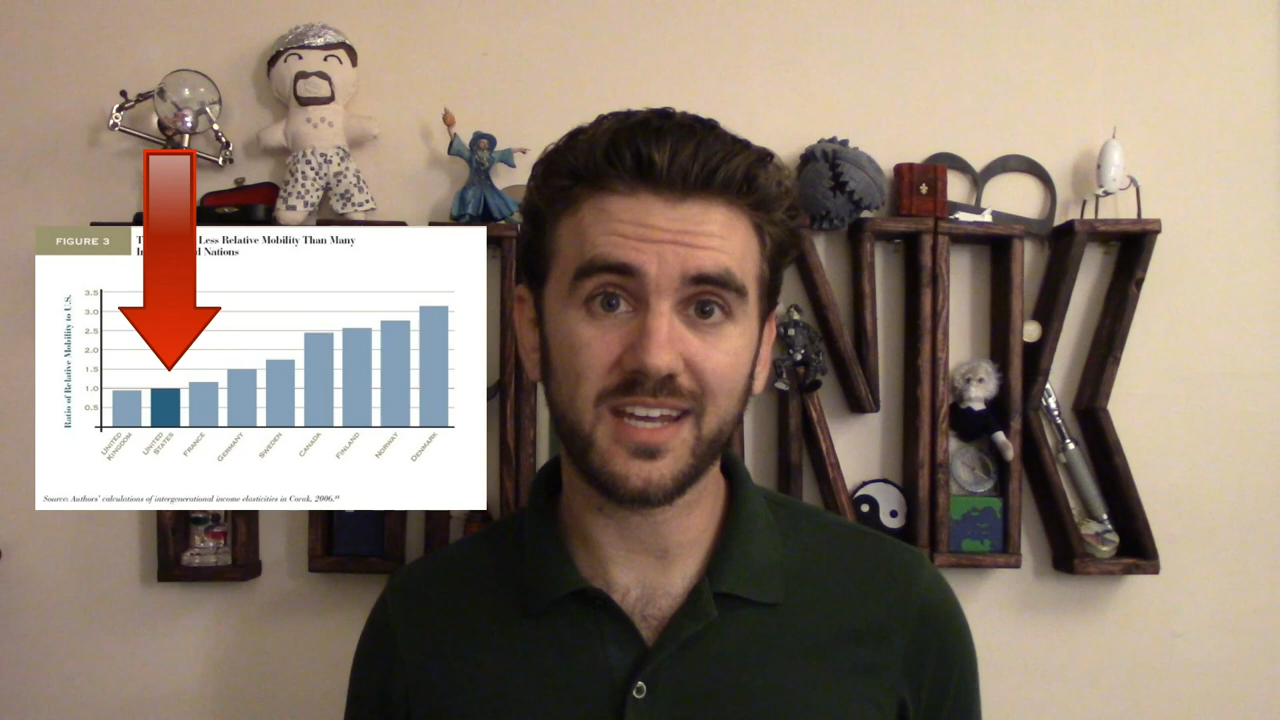 FIGURE 3
Less Relative Mobility Than Many
Nations
Ratio of Relative Mobility to U.S.
3.5
3.0
2.5
2.0
1.5
1.0
0.5
UNITED KINGDOM
UNITED STATES
FRANCE
GERMANY
SWEDEN
CANADA
FINLAND
NORWAY
DENMARK
Source: Authors' calculations of intergenerational income elasticities in Corak, 2006.